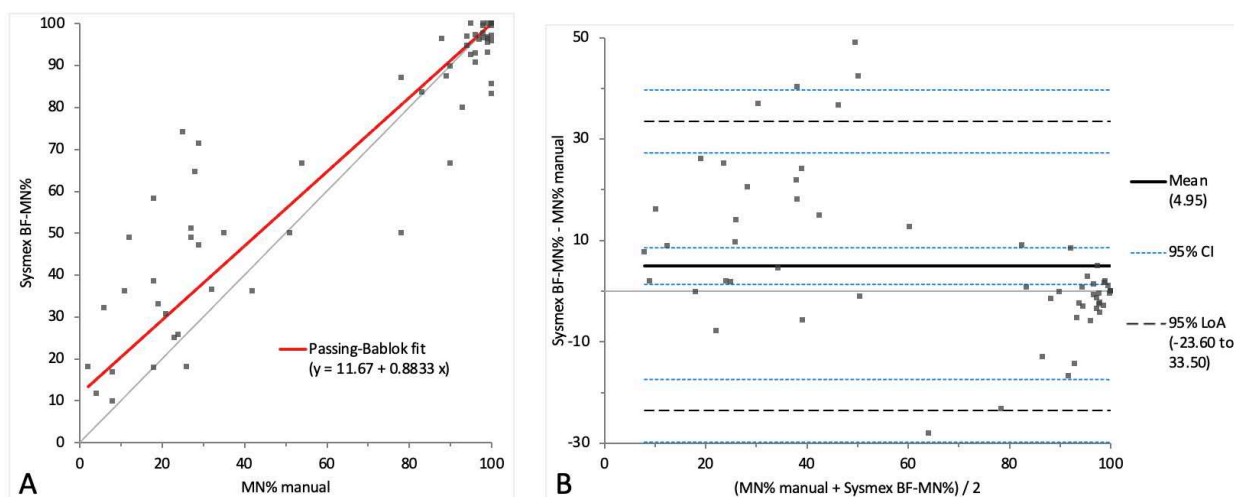 100
90
80
70
60
50
40
30
20
10
0
0 20 40 60 80 100
Sysmex BF-MN%
MN% manual
Passing-Bablok fit
(y = 11.67 + 0.8833 x)
A
50
30
10
-10
-30
0 20 40 60 80 100
Sysmex BF-MN% - MN% manual
(MN% manual + Sysmex BF-MN%) / 2
Mean
(4.95)
95% CI
95% LoA
(-23.60 to
33.50)
B